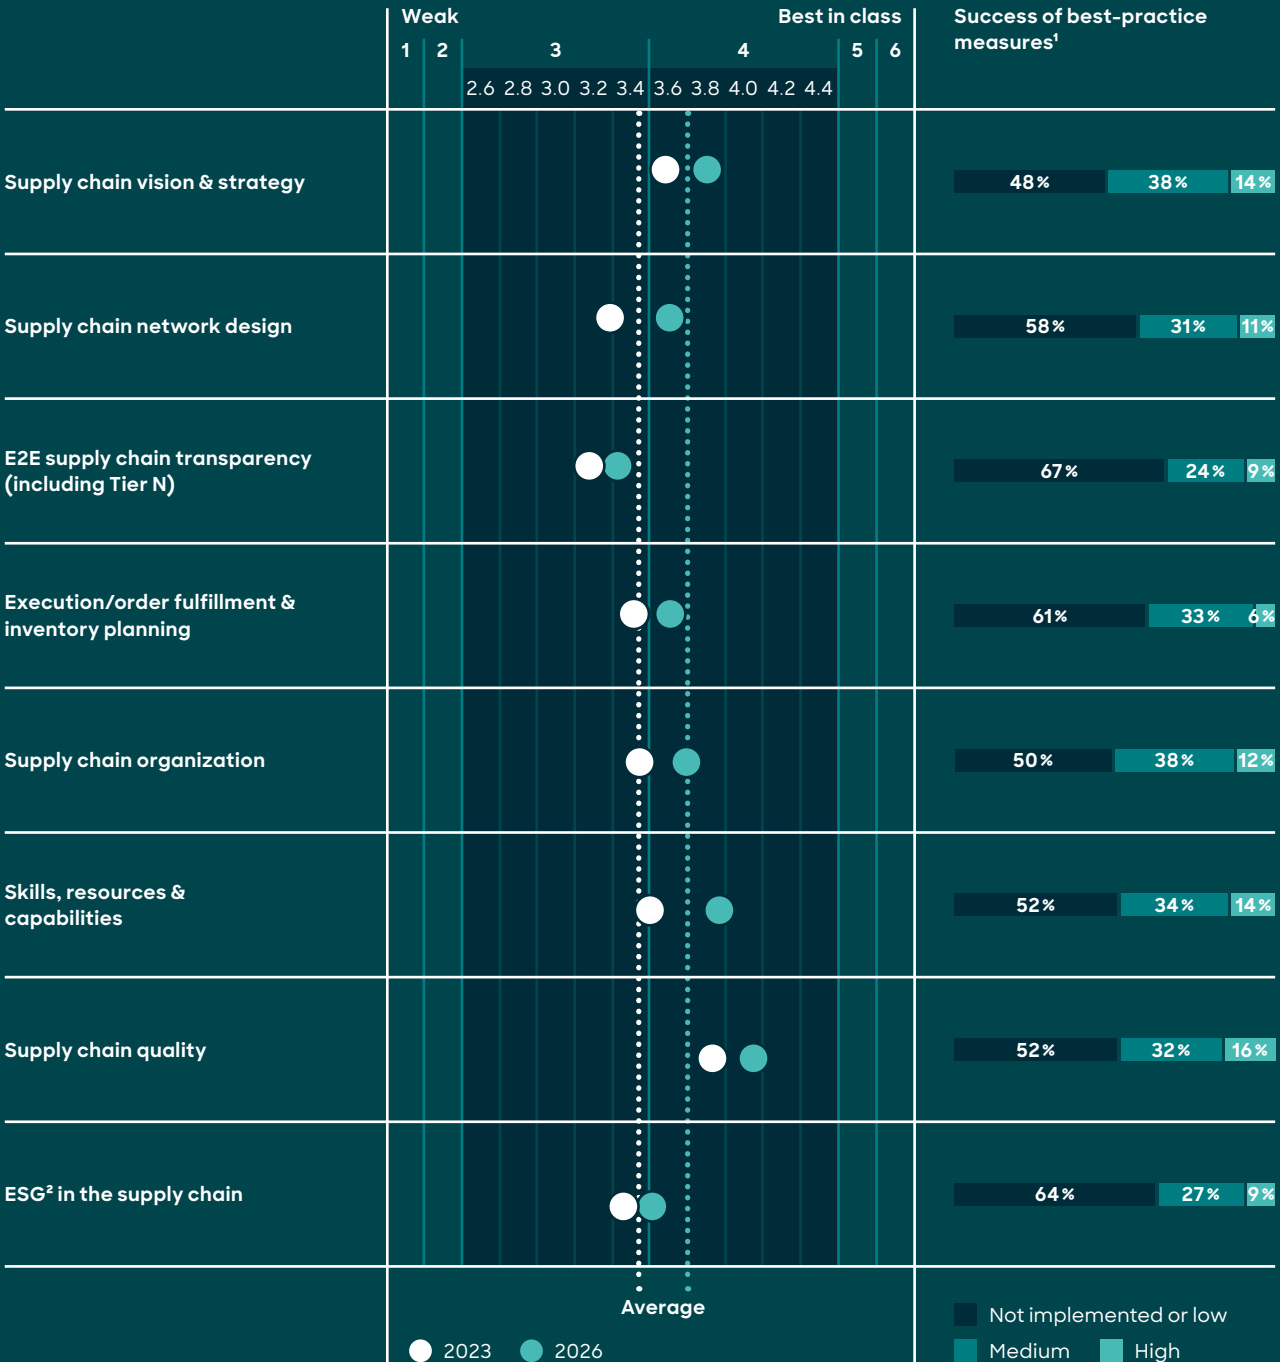 Weak
Best in class
Success of best-practice
measures¹
1 2 3 4 5 6
2.6 2.8 3.0 3.2 3.4 3.6 3.8 4.0 4.2 4.4
Supply chain vision & strategy
48% 38% 14%
Supply chain network design
58% 31% 11%
E2E supply chain transparency
(including Tier N)
67% 24% 9%
Execution/order fulfillment &
inventory planning
61% 33% 6%
Supply chain organization
50% 38% 12%
Skills, resources &
capabilities
52% 34% 14%
Supply chain quality
52% 32% 16%
ESG² in the supply chain
64% 27% 9%
Average
2023 2026
Not implemented or low
Medium High